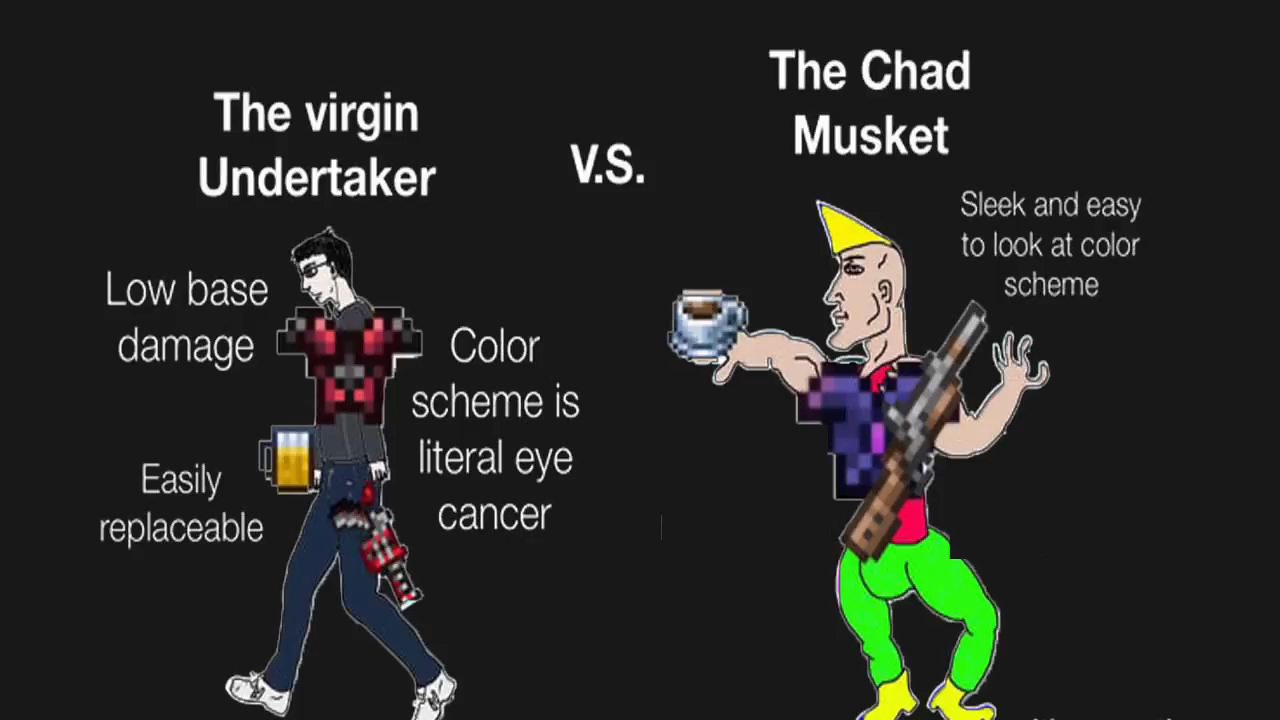 The virgin
Undertaker
V.S.
The Chad
Musket
Low base
damage
Color
scheme is
literal eye
cancer
Easily
replaceable
Sleek and easy
to look at color
scheme